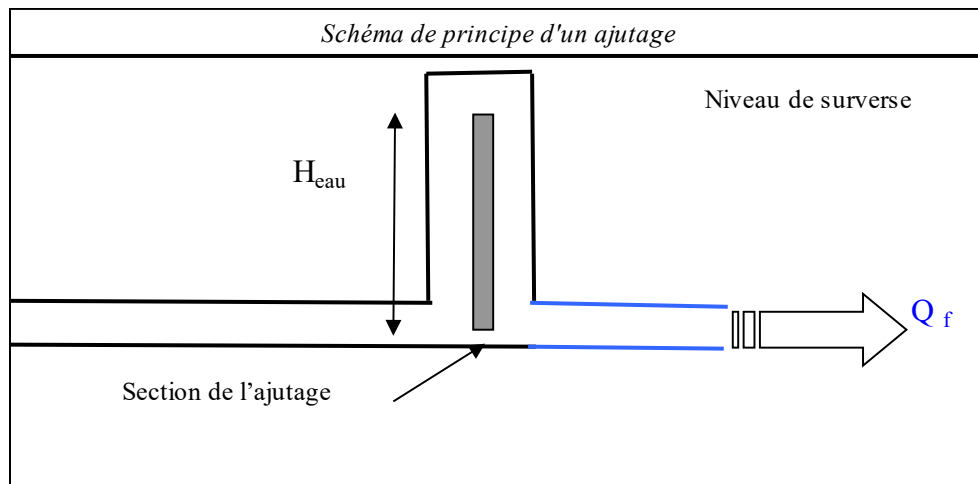 Schéma de principe d'un ajutage
Niveau de surverse
Heau
Q f
Section de l'ajutage